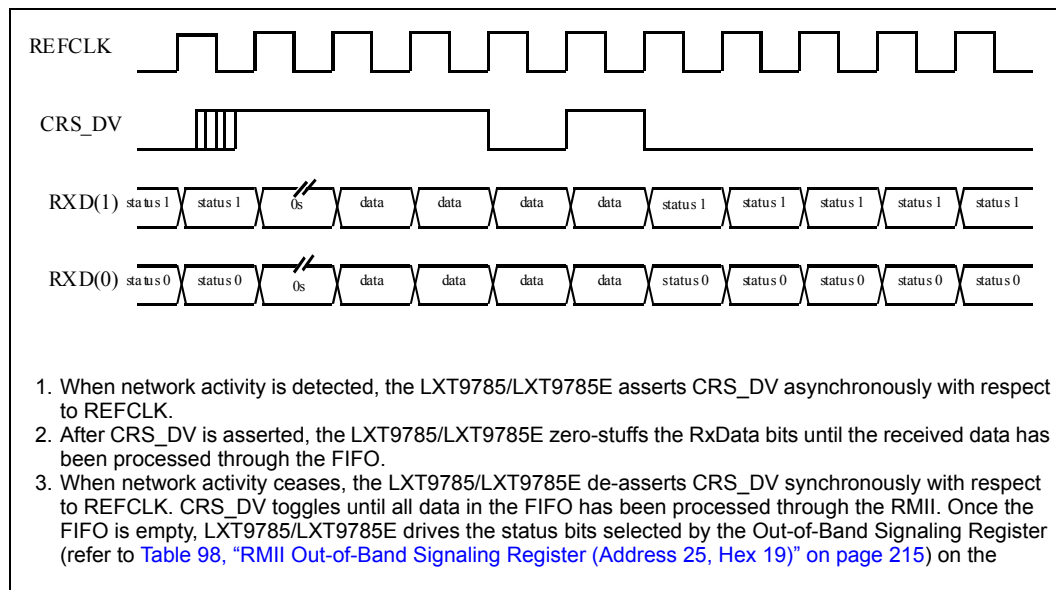 REFCLK
CRS_DV
RXD(1) status 1 status 1 0s data data data data status 1 status 1 status 1 status 1 status 1
RXD(0) status 0 status 0 0s data data data data status 0 status 0 status 0 status 0 status 0
1. When network activity is detected, the LXT9785/LXT9785E asserts CRS_DV asynchronously with respect
to REFCLK.
2. After CRS_DV is asserted, the LXT9785/LXT9785E zero-stuffs the RxData bits until the received data has
been processed through the FIFO.
3. When network activity ceases, the LXT9785/LXT9785E de-asserts CRS_DV synchronously with respect
to REFCLK. CRS_DV toggles until all data in the FIFO has been processed through the RMII. Once the
FIFO is empty, LXT9785/LXT9785E drives the status bits selected by the Out-of-Band Signaling Register
(refer to Table 98, “RMII Out-of-Band Signaling Register (Address 25, Hex 19)” on page 215) on the